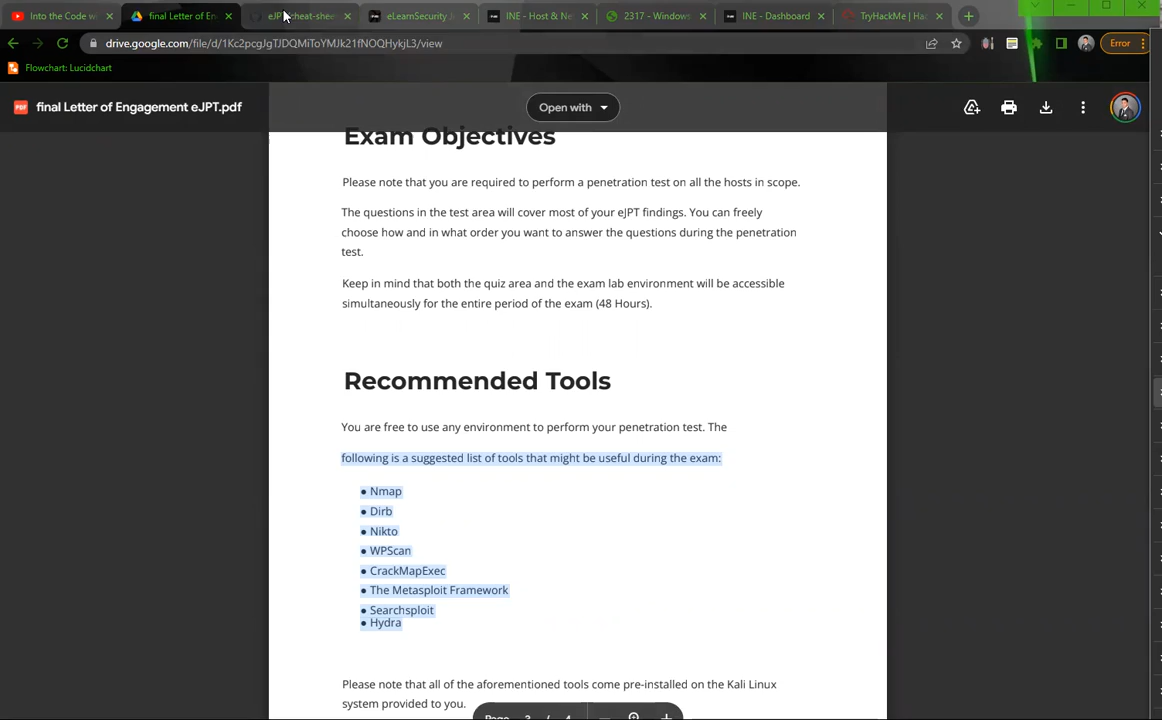 Into the Code w
final Letter of En
eJPT cheat-shee
eLearnSecurity J
INE - Host & Ne
2317 - Windows
INE - Dashboard
TryHackMe | Hac
drive.google.com/file/d/1Kc2pcgJgTJDQMiToYMJk21fNOQHykjL3/view
Error
Flowchart: Lucidchart
PDF
final Letter of Engagement eJPT.pdf
Open with
Exam Objectives
Please note that you are required to perform a penetration test on all the hosts in scope.
The questions in the test area will cover most of your eJPT findings. You can freely
choose how and in what order you want to answer the questions during the penetration
test.
Keep in mind that both the quiz area and the exam lab environment will be accessible
simultaneously for the entire period of the exam (48 Hours).
Recommended Tools
You are free to use any environment to perform your penetration test. The
following is a suggested list of tools that might be useful during the exam:
● Nmap
● Dirb
● Nikto
● WPScan
● CrackMapExec
● The Metasploit Framework
● Searchsploit
● Hydra
Please note that all of the aforementioned tools come pre-installed on the Kali Linux
system provided to you.
Page 3 / 4